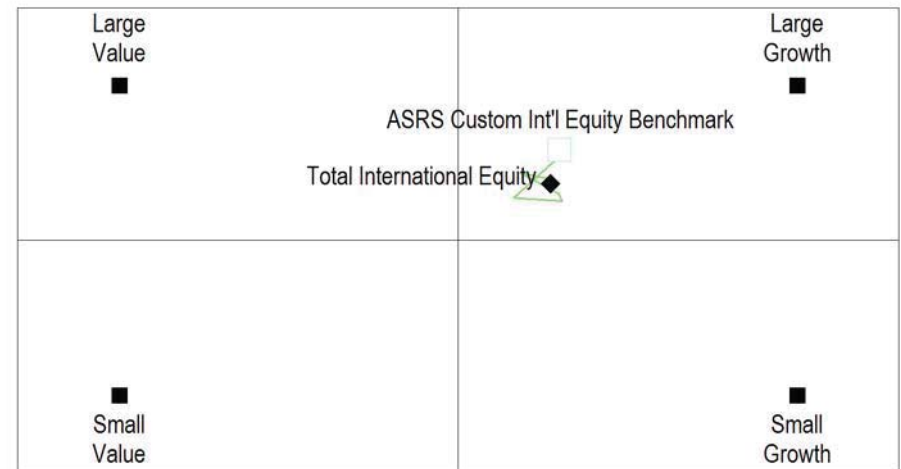 Large
Value
Large
Growth
ASRS Custom Int'l Equity Benchmark
Total International Equity
Small
Value
Small
Growth